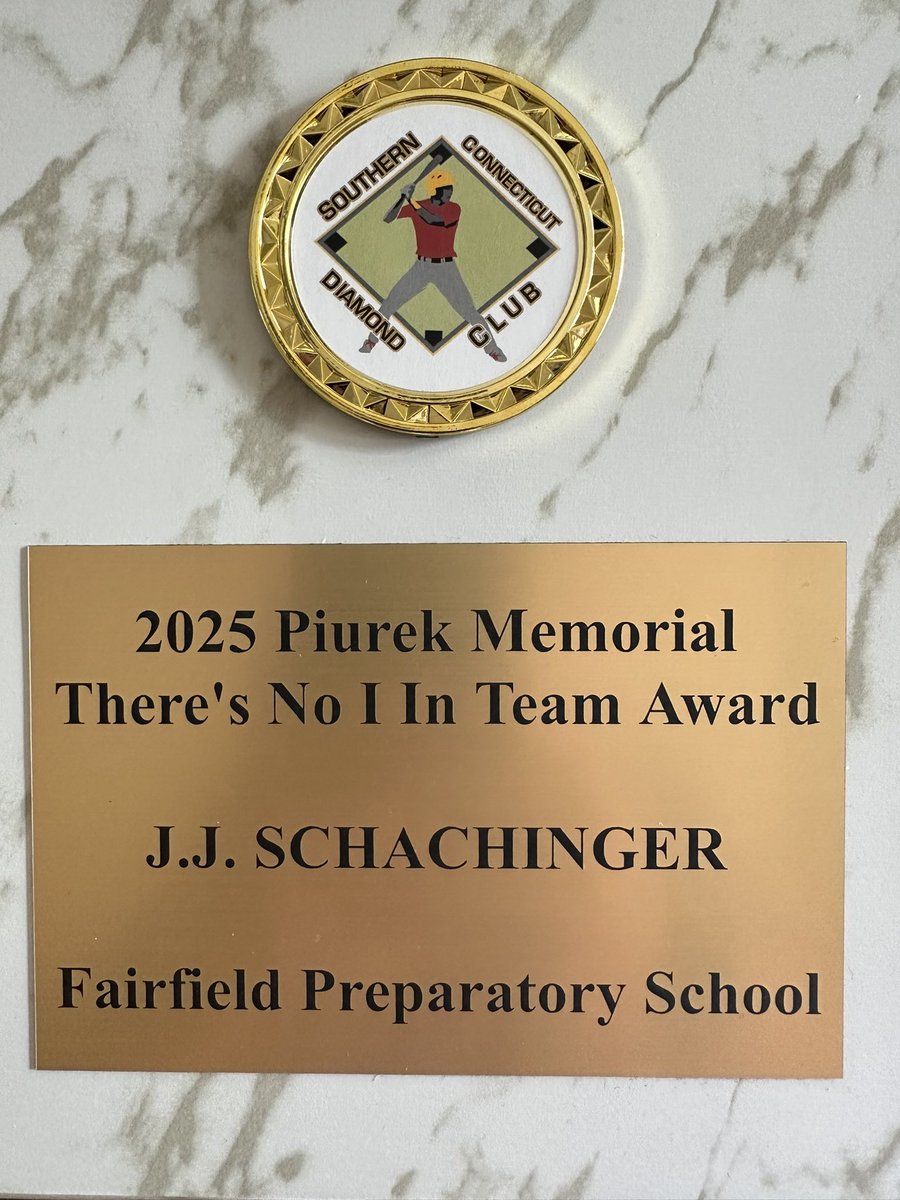 SOUTHERN CONNECTICUT
DIAMOND CLUB
2025 Piurek Memorial
There's No I In Team Award
J.J. SCHACHINGER
Fairfield Preparatory School